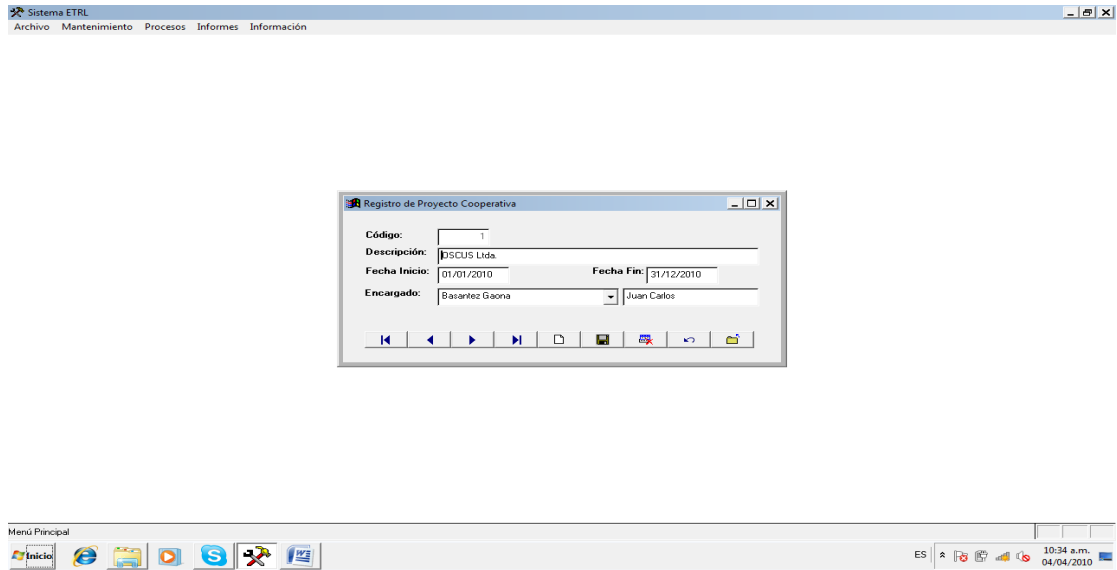 Sistema ETRL
Archivo Mantenimiento Procesos Informes Información
Registro de Proyecto Cooperativa
Código: 1
Descripción: OSCUS Ltda.
Fecha Inicio: 01/01/2010 Fecha Fin: 31/12/2010
Encargado: Basantez Gaona Juan Carlos
Menú Principal
Inicio ES 10:34 a.m.
04/04/2010